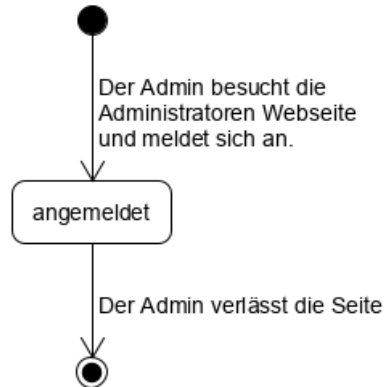 Der Admin besucht die
Administratoren Webseite
und meldet sich an.
angemeldet
Der Admin verlässt die Seite